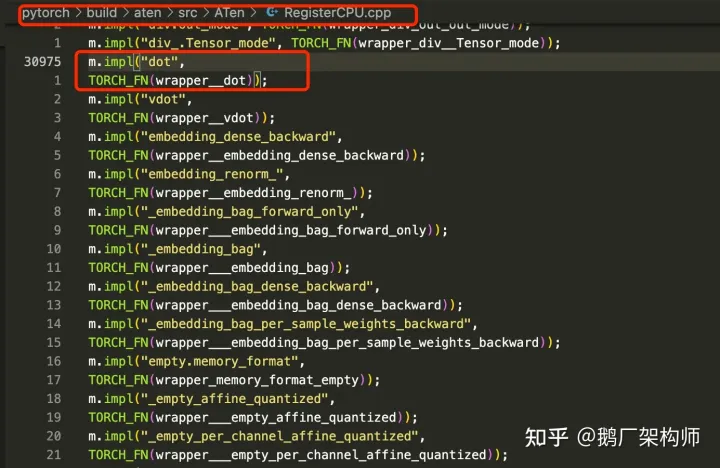 pytorch > build > aten > src > ATen > C++ RegisterCPU.cpp
2 m.impl("div.out_mode", TORCH_FN(wrapper_div_out_out_mode));
1 m.impl("div_.Tensor_mode", TORCH_FN(wrapper_div__Tensor_mode));
30975 m.impl("dot",
1 TORCH_FN(wrapper__dot));
2 m.impl("vdot",
3 TORCH_FN(wrapper__vdot));
4 m.impl("embedding_dense_backward",
5 TORCH_FN(wrapper__embedding_dense_backward));
6 m.impl("embedding_renorm_",
7 TORCH_FN(wrapper__embedding_renorm_));
8 m.impl("_embedding_bag_forward_only",
9 TORCH_FN(wrapper___embedding_bag_forward_only));
10 m.impl("_embedding_bag",
11 TORCH_FN(wrapper___embedding_bag));
12 m.impl("_embedding_bag_dense_backward",
13 TORCH_FN(wrapper___embedding_bag_dense_backward));
14 m.impl("_embedding_bag_per_sample_weights_backward",
15 TORCH_FN(wrapper___embedding_bag_per_sample_weights_backward));
16 m.impl("empty.memory_format",
17 TORCH_FN(wrapper_memory_format_empty));
18 m.impl("_empty_affine_quantized",
19 TORCH_FN(wrapper___empty_affine_quantized));
20 m.impl("_empty_per_channel_affine_quantized",
21 TORCH_FN(wrapper___empty_per_channel_affine_quantized));
知乎 @鹅厂架构师